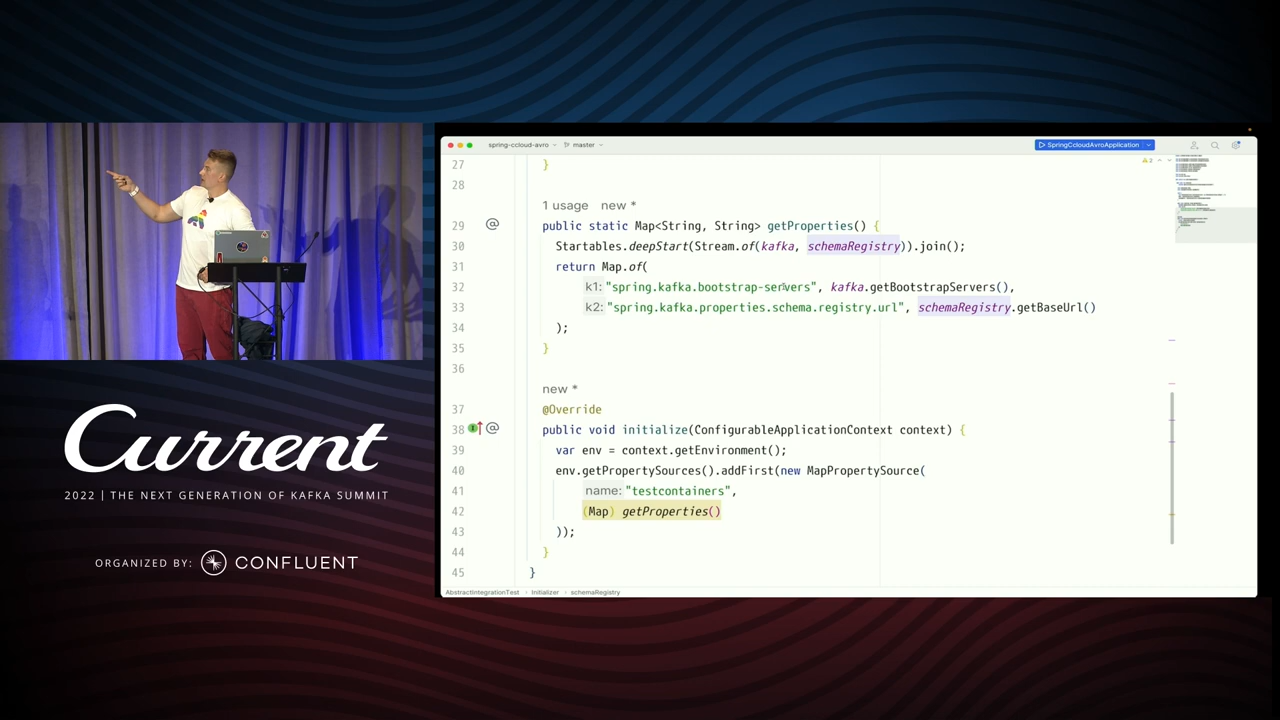 spring-ccloud-avro
master
SpringCcloudAvroApplication
2
27 }
28
1 usage new *
29 @ public static Map<String, String> getProperties() {
30 Startables.deepStart(Stream.of(kafka, schemaRegistry)).join();
31 return Map.of(
32 k1: "spring.kafka.bootstrap-servers", kafka.getBootstrapServers(),
33 k2: "spring.kafka.properties.schema.registry.url", schemaRegistry.getBaseUrl()
34 );
35 }
36
new *
37 @Override
38 @ public void initialize(ConfigurableApplicationContext context) {
39 var env = context.getEnvironment();
40 env.getPropertySources().addFirst(new MapPropertySource(
41 name: "testcontainers",
42 (Map) getProperties()
43 ));
44 }
45 }
AbstractIntegrationTest › Initializer › schemaRegistry
Current
2022 | THE NEXT GENERATION OF KAFKA SUMMIT
ORGANIZED BY: CONFLUENT